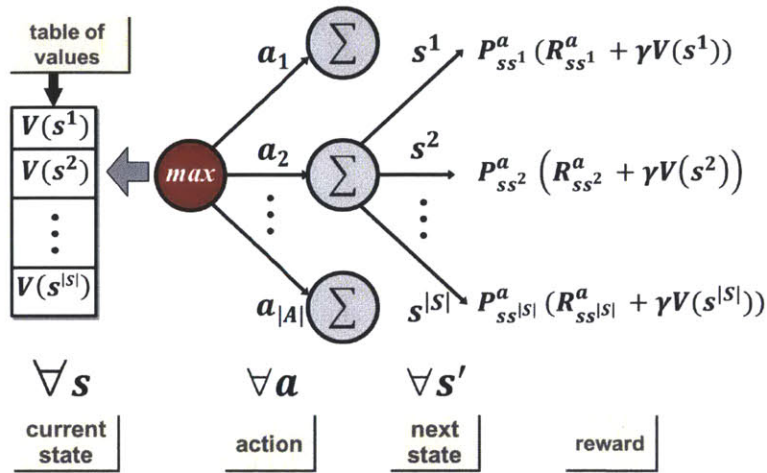 table of
values
V(s¹)
V(s²)
⋮
V(s^{|S|})
max
a₁
a₂
⋮
a_{|A|}
∑
∑
∑
s¹
s²
⋮
s^{|S|}
P^a_{ss¹}(R^a_{ss¹} + γV(s¹))
P^a_{ss²}(R^a_{ss²} + γV(s²))
P^a_{ss^{|S|}}(R^a_{ss^{|S|}} + γV(s^{|S|}))
∀s
∀a
∀s′
current
state
action
next
state
reward